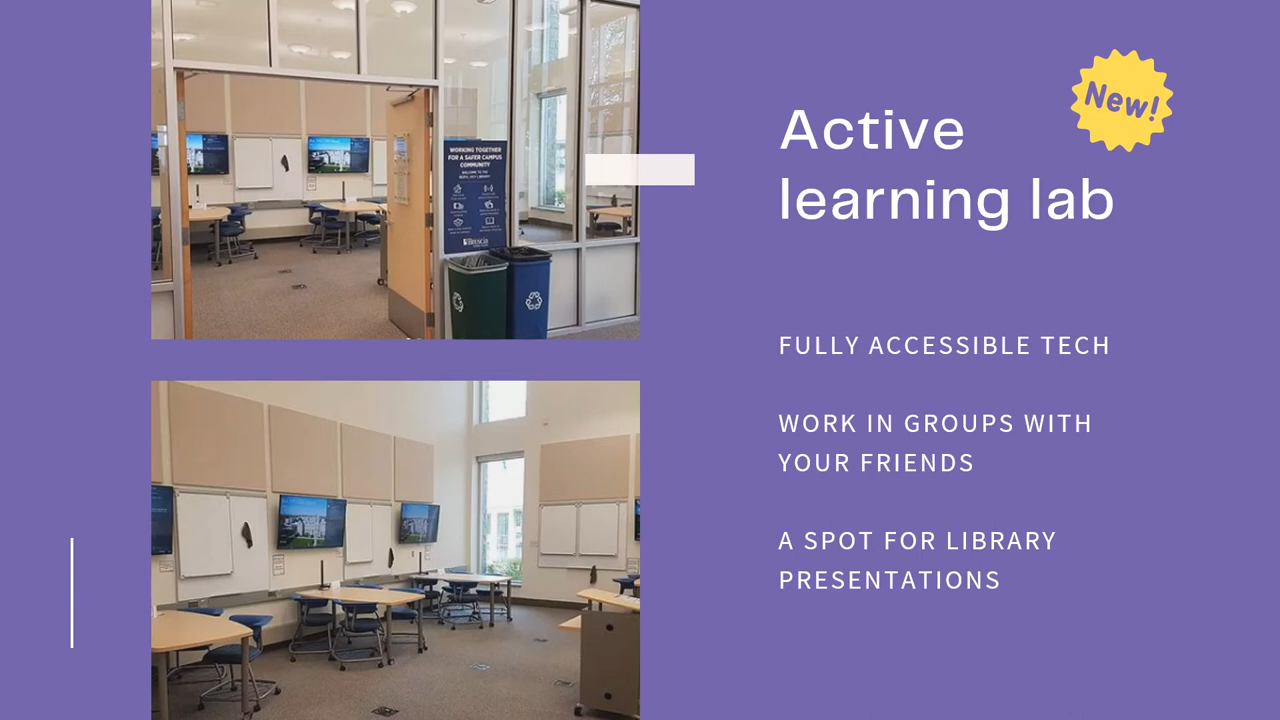 New!
Active
learning lab
FULLY ACCESSIBLE TECH
WORK IN GROUPS WITH
YOUR FRIENDS
A SPOT FOR LIBRARY
PRESENTATIONS
WORKING TOGETHER
FOR A SAFER CAMPUS
COMMUNITY